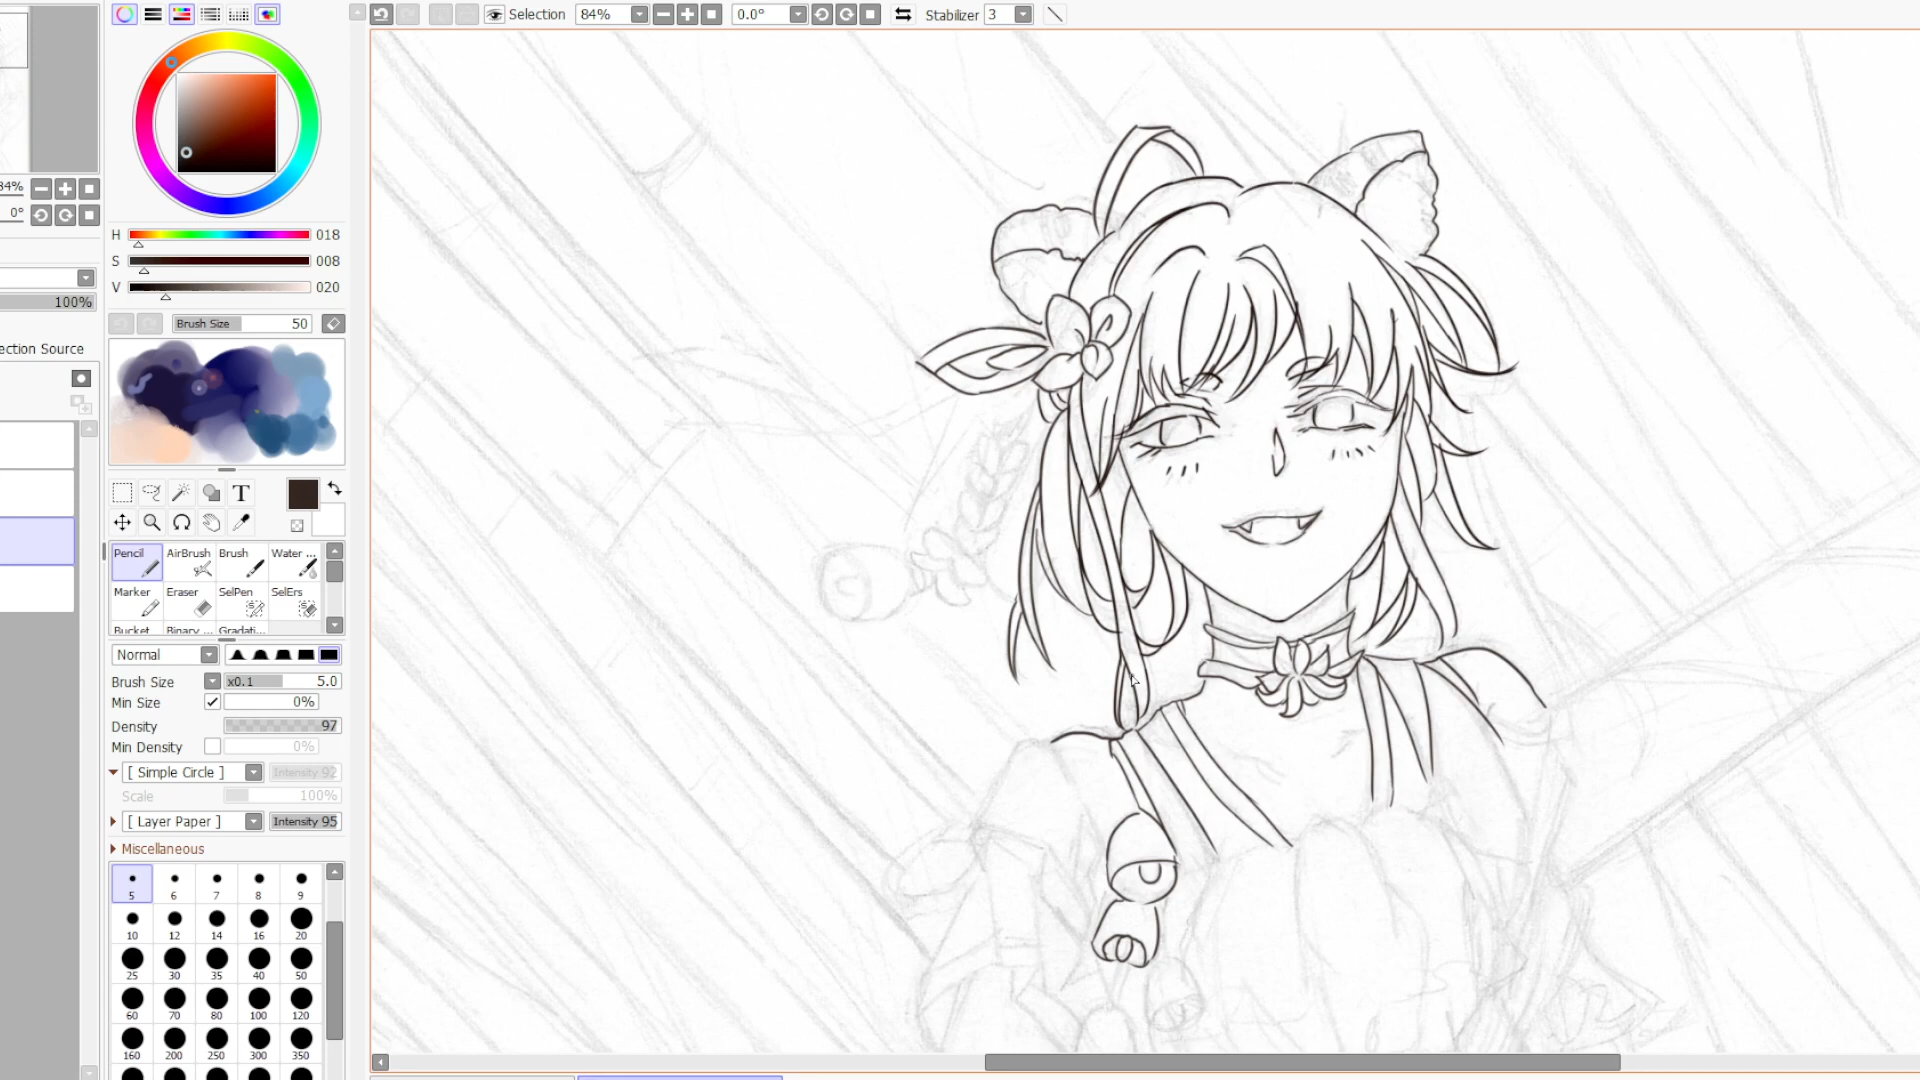 Selection 84% 0.0° Stabilizer 3
84%
0°
H 018
S 008
V 020
100%
Brush Size 50
ection Source
T
Pencil AirBrush Brush Water ...
Marker Eraser SelPen SelErs
Bucket Binary ... Gradati...
Normal
Brush Size x0.1 5.0
Min Size 0%
Density 97
Min Density 0%
[ Simple Circle ] Intensity 92
Scale 100%
[ Layer Paper ] Intensity 95
Miscellaneous
5 6 7 8 9
10 12 14 16 20
25 30 35 40 50
60 70 80 100 120
160 200 250 300 350